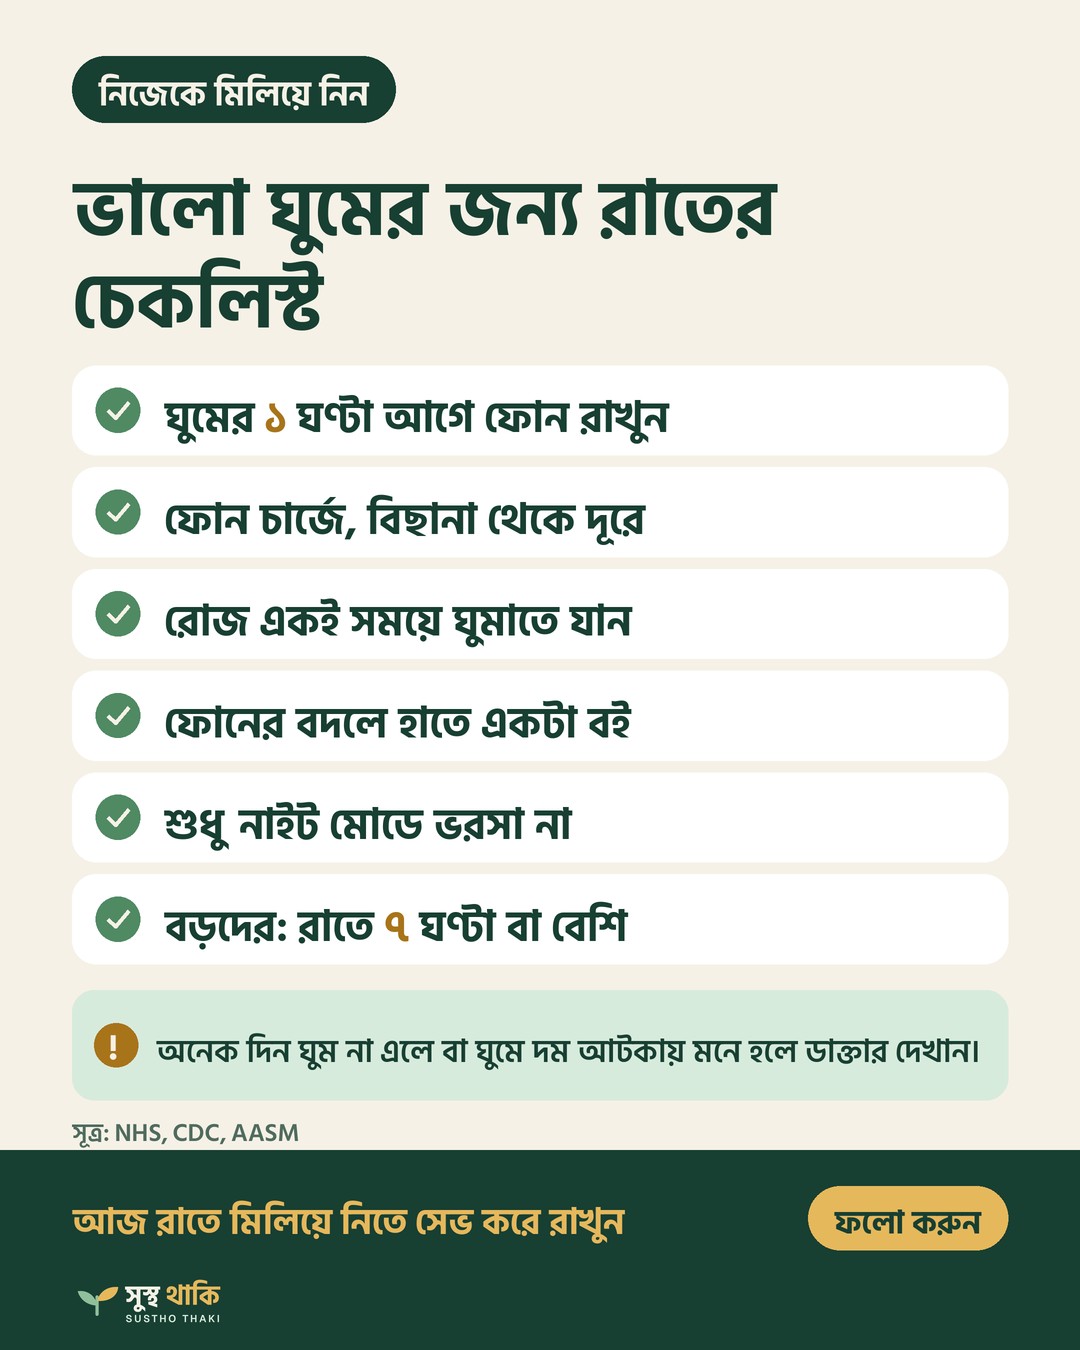 নিজেকে মিলিয়ে নিন
ভালো ঘুমের জন্য রাতের
চেকলিস্ট
ঘুমের ১ ঘণ্টা আগে ফোন রাখুন
ফোন চার্জে, বিছানা থেকে দূরে
রোজ একই সময়ে ঘুমাতে যান
ফোনের বদলে হাতে একটা বই
শুধু নাইট মোডে ভরসা না
বড়দের: রাতে ৭ ঘণ্টা বা বেশি
! অনেক দিন ঘুম না এলে বা ঘুমে দম আটকায় মনে হলে ডাক্তার দেখান।
সূত্র: NHS, CDC, AASM
আজ রাতে মিলিয়ে নিতে সেভ করে রাখুন
ফলো করুন
সুস্থ থাকি
SUSTHO THAKI